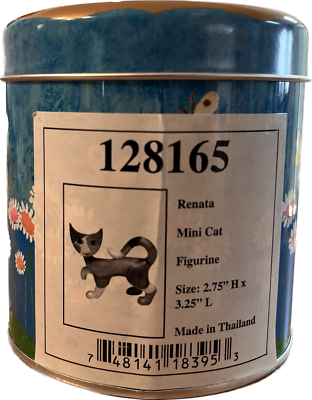 128165
Renata
Mini Cat
Figurine
Size: 2.75" H x
3.25" L
Made in Thailand
7 48141 18395 3